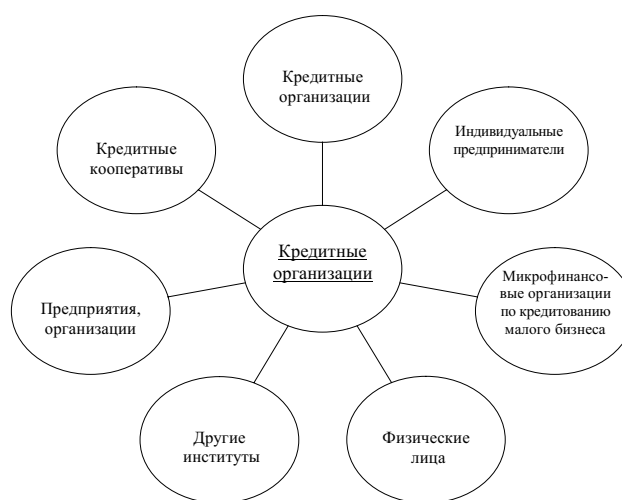 Кредитные
организации
Кредитные
кооперативы
Индивидуальные
предприниматели
Кредитные
организации
Предприятия,
организации
Микрофинансо-
вые организации
по кредитованию
малого бизнеса
Другие
институты
Физические
лица